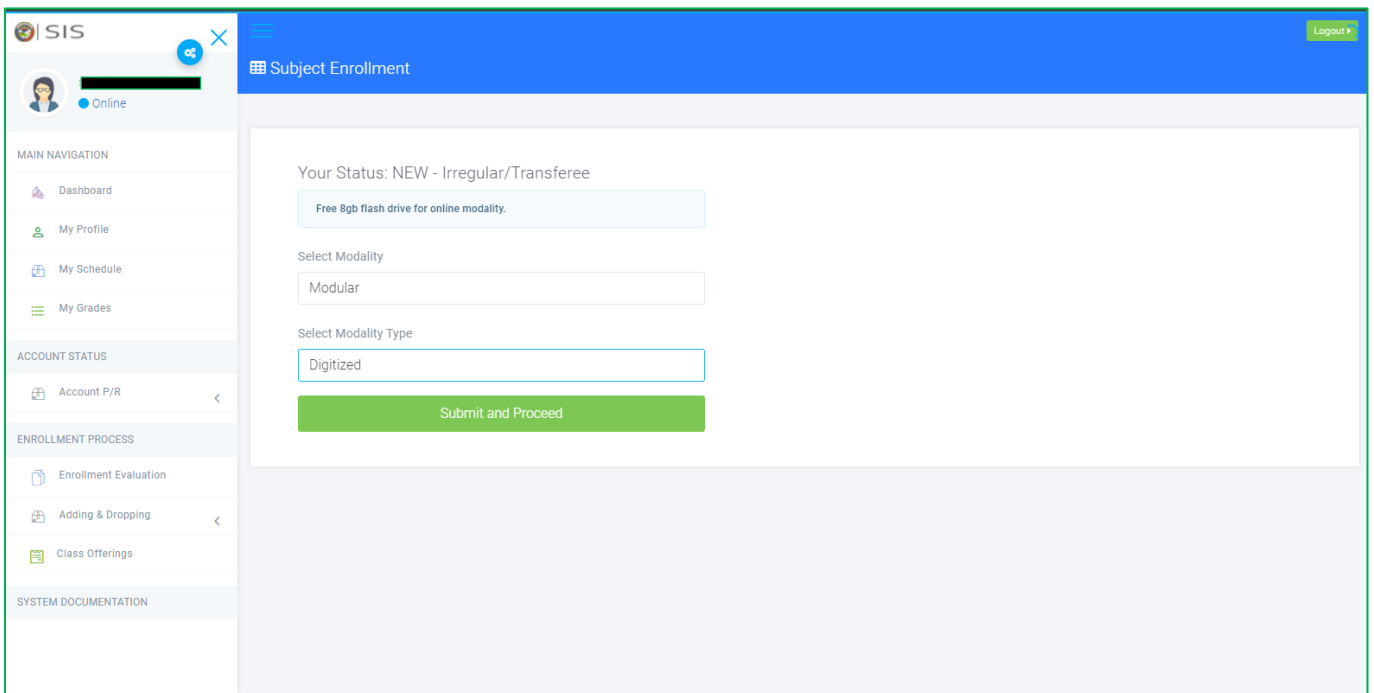 SIS
Logout
Subject Enrollment
Online
MAIN NAVIGATION
Dashboard
My Profile
My Schedule
My Grades
ACCOUNT STATUS
Account P/R
ENROLLMENT PROCESS
Enrollment Evaluation
Adding & Dropping
Class Offerings
SYSTEM DOCUMENTATION
Your Status: NEW - Irregular/Transferee
Free 8gb flash drive for online modality.
Select Modality
Modular
Select Modality Type
Digitized
Submit and Proceed